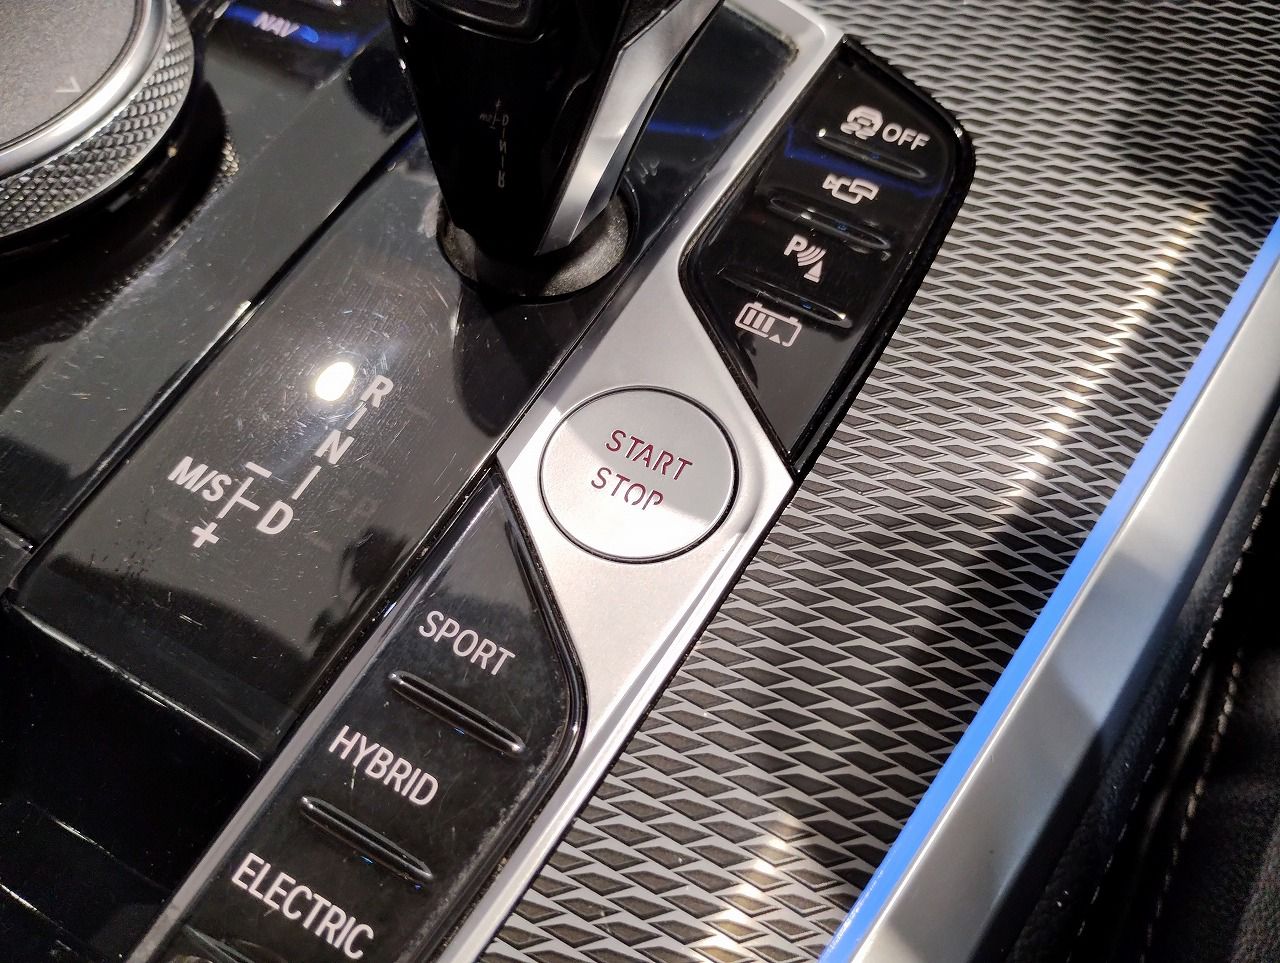 NAV
OFF
P
START
STOP
R
N
M/S
D
−
+
SPORT
HYBRID
ELECTRIC